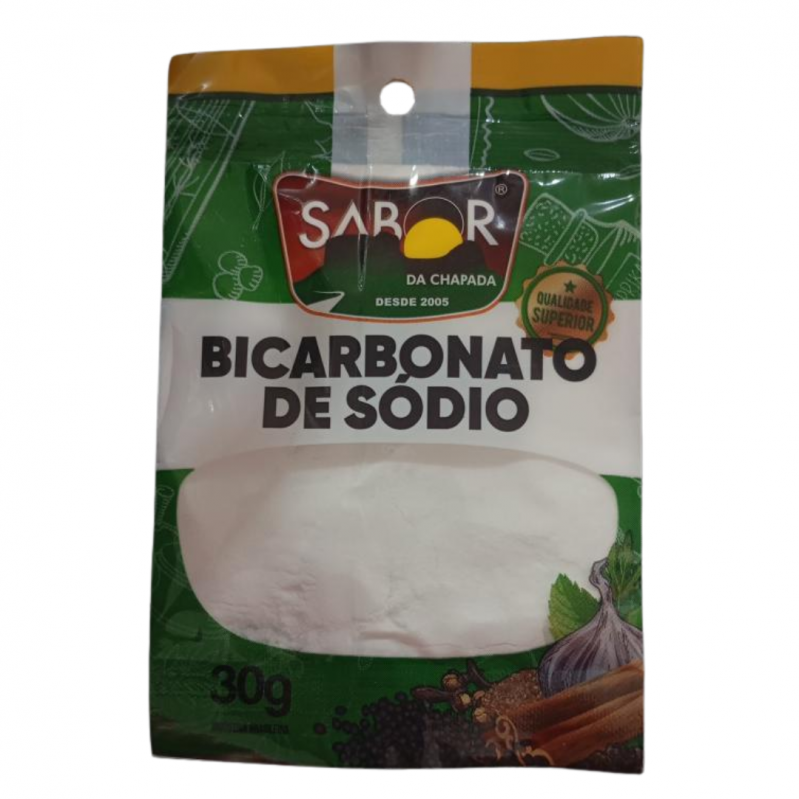 SABOR®
DA CHAPADA
DESDE 2005
QUALIDADE
SUPERIOR
BICARBONATO
DE SÓDIO
30g